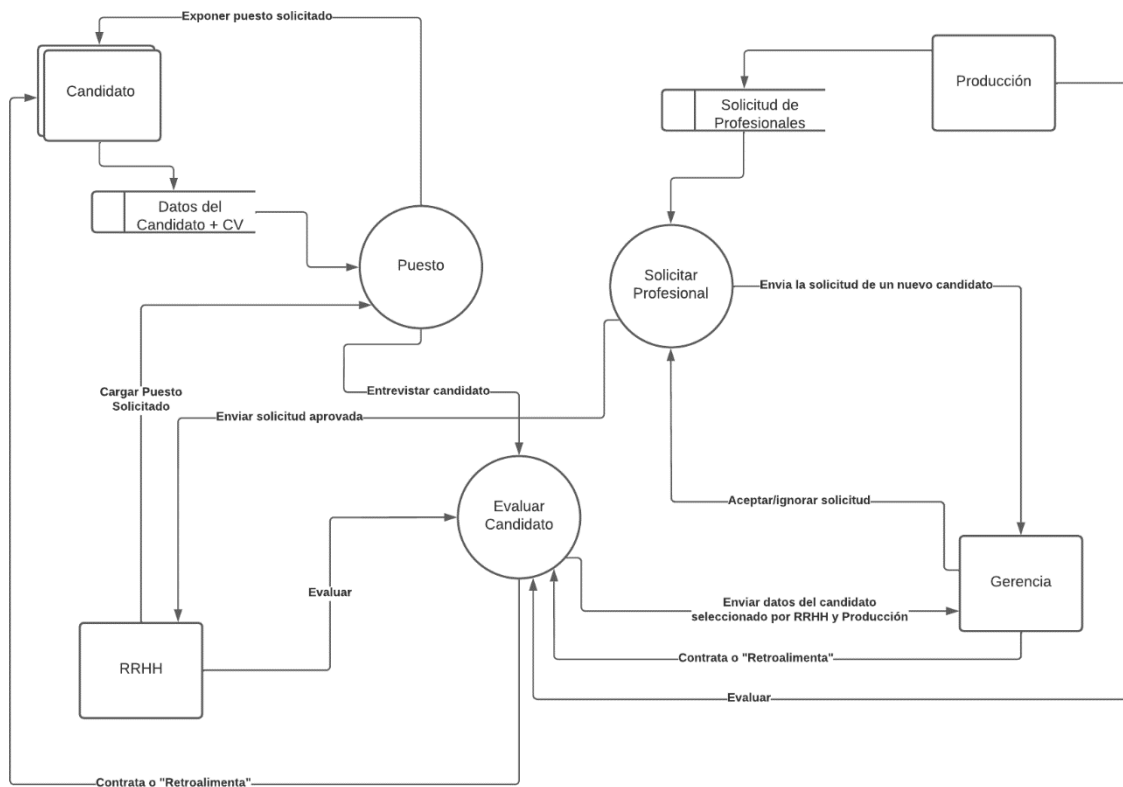 Exponer puesto solicitado
Candidato
Producción
Solicitud de
Profesionales
Datos del
Candidato + CV
Puesto
Solicitar
Profesional
Envia la solicitud de un nuevo candidato
Cargar Puesto
Solicitado
Entrevistar candidato
Enviar solicitud aprovada
Evaluar
Candidato
Aceptar/ignorar solicitud
Gerencia
Evaluar
Enviar datos del candidato
seleccionado por RRHH y Producción
RRHH
Contrata o "Retroalimenta"
Evaluar
Contrata o "Retroalimenta"